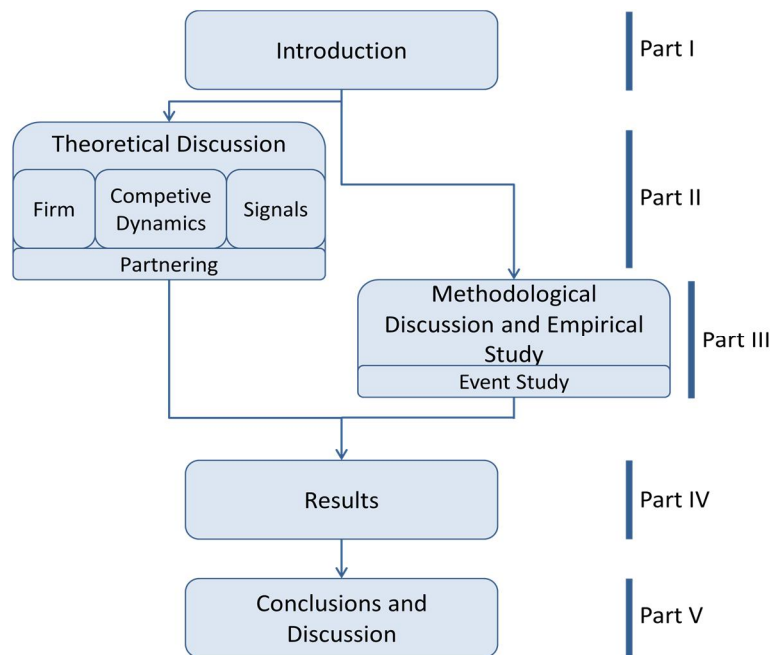 Introduction
Part I
Theoretical Discussion
Firm
Competive
Dynamics
Signals
Partnering
Part II
Methodological
Discussion and Empirical
Study
Event Study
Part III
Results
Part IV
Conclusions and
Discussion
Part V